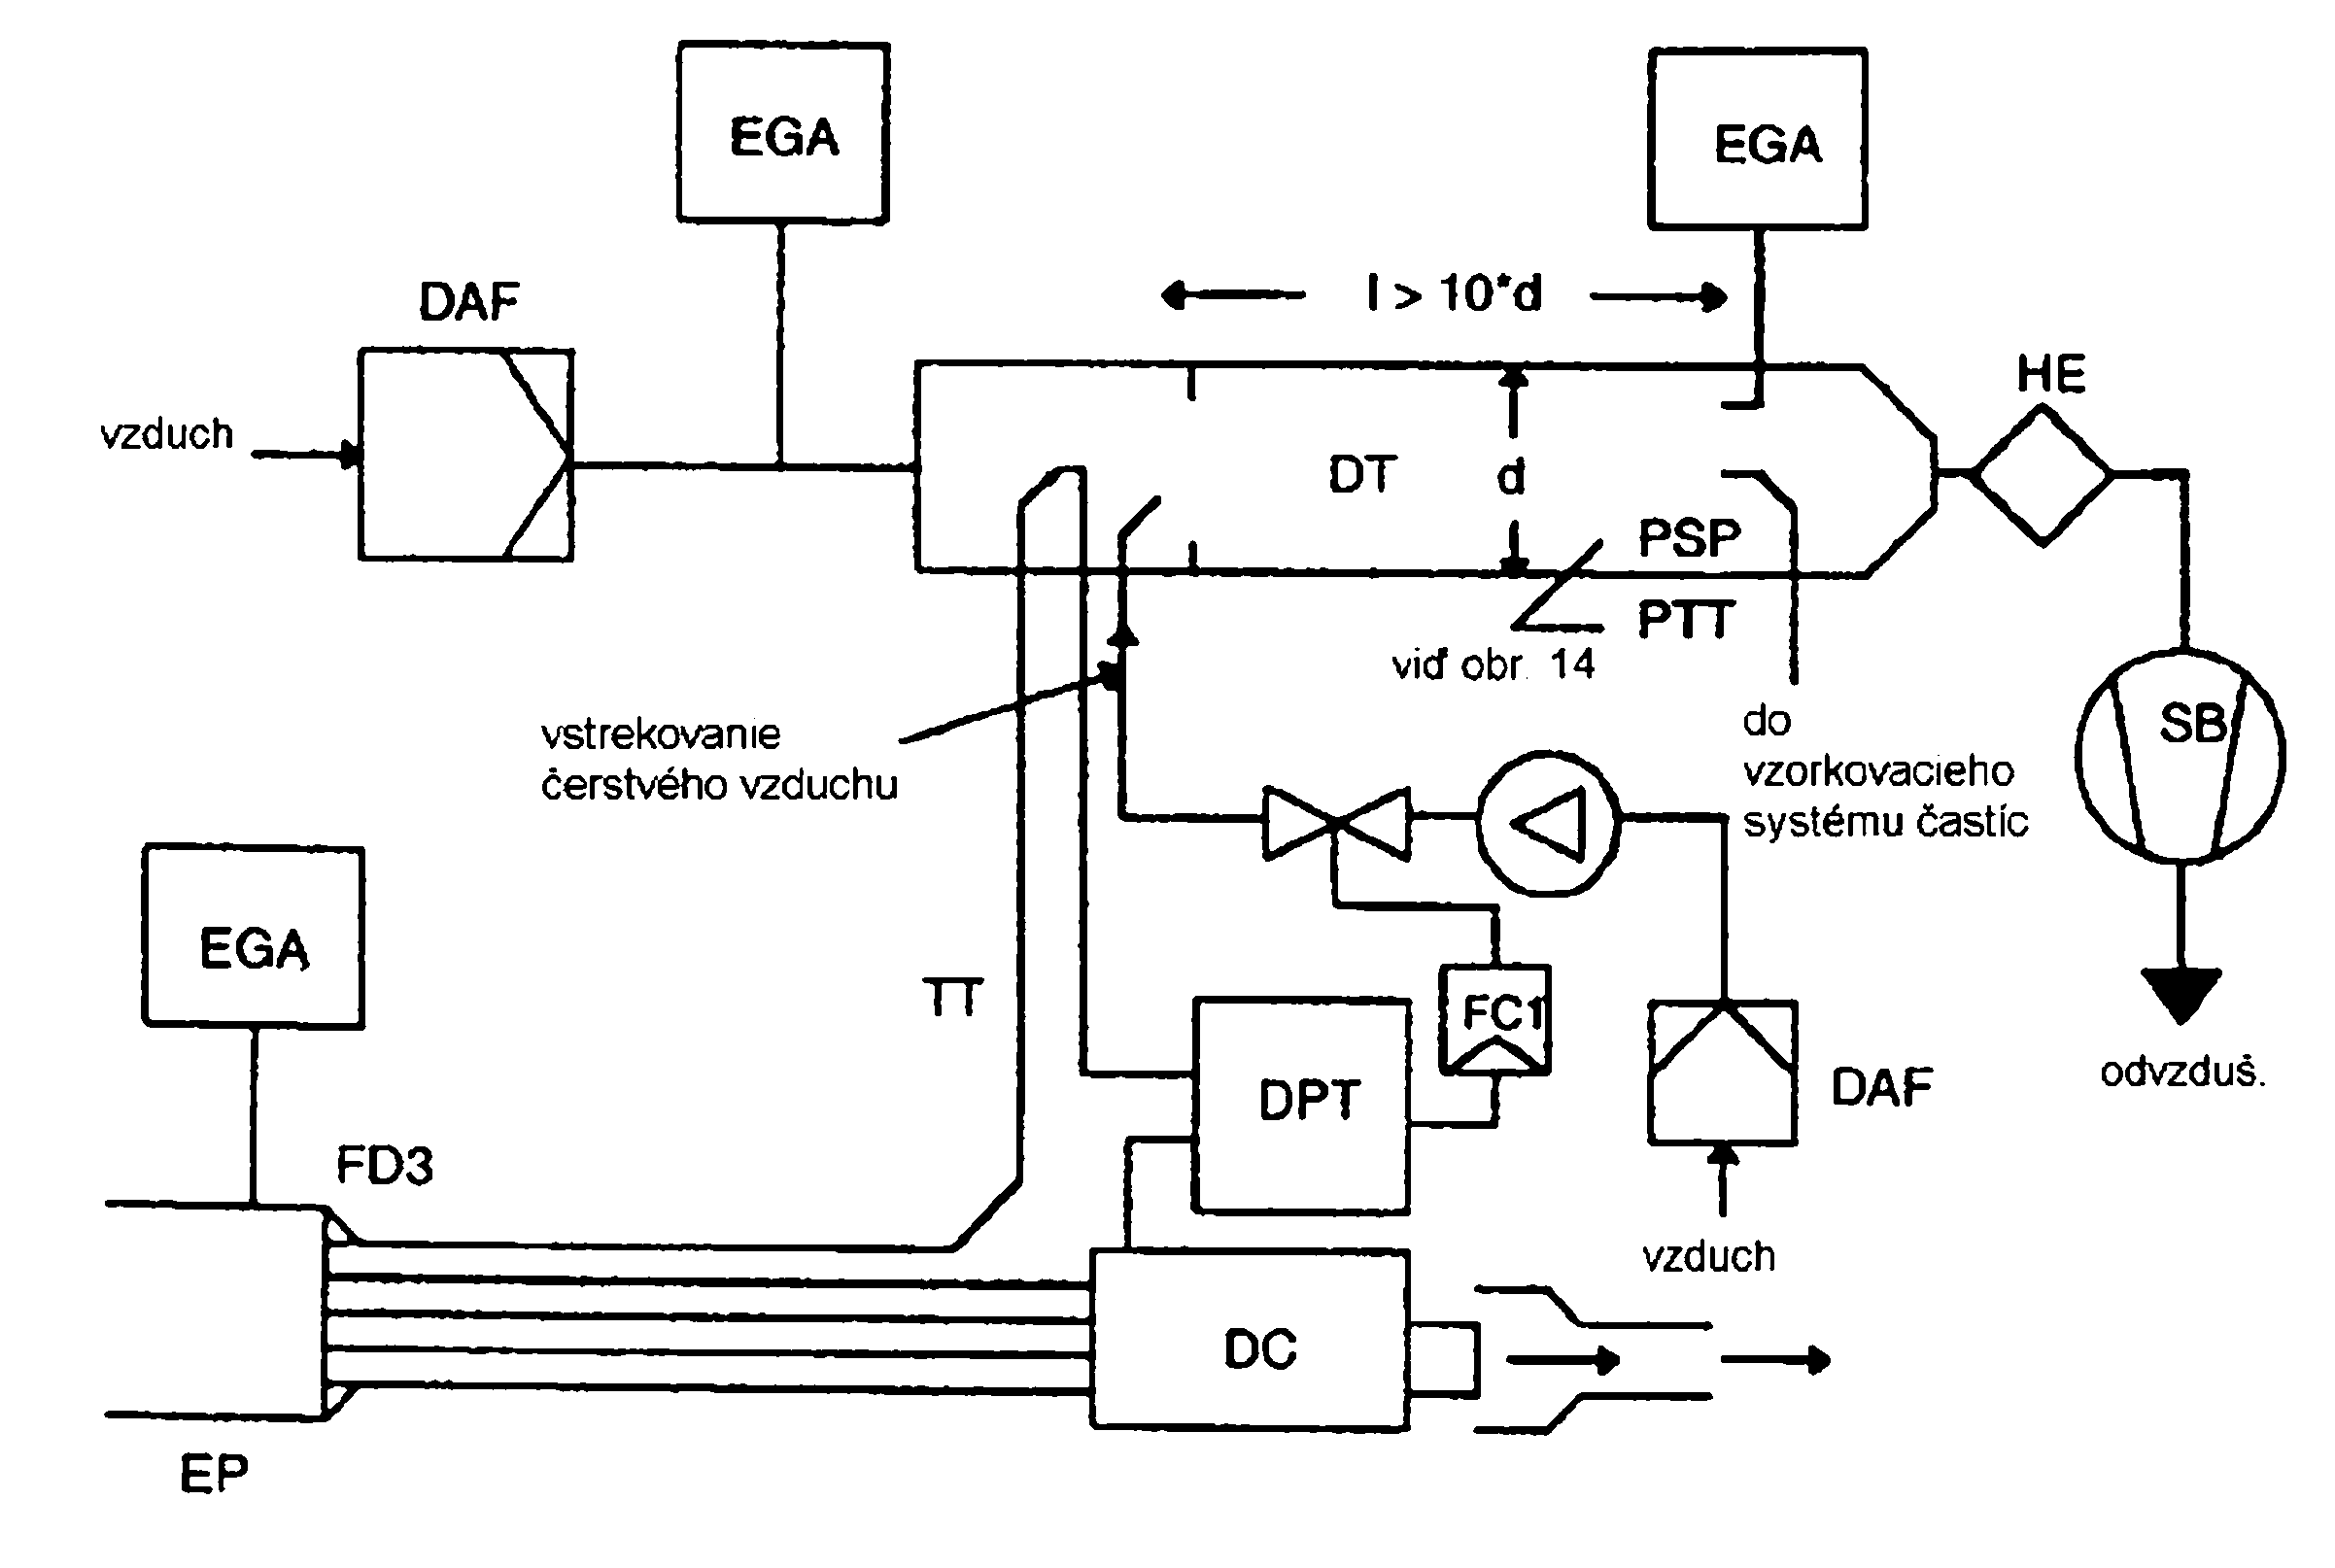 EGA
EGA
DAF
l > 10*d
HE
vzduch
DT
d
PSP
PTT
viď obr. 14
SB
vstrekovanie
čerstvého vzduchu
do
vzorkovacieho
systému častíc
EGA
TT
FC1
DPT
DAF
odvzduš.
FD3
vzduch
DC
EP